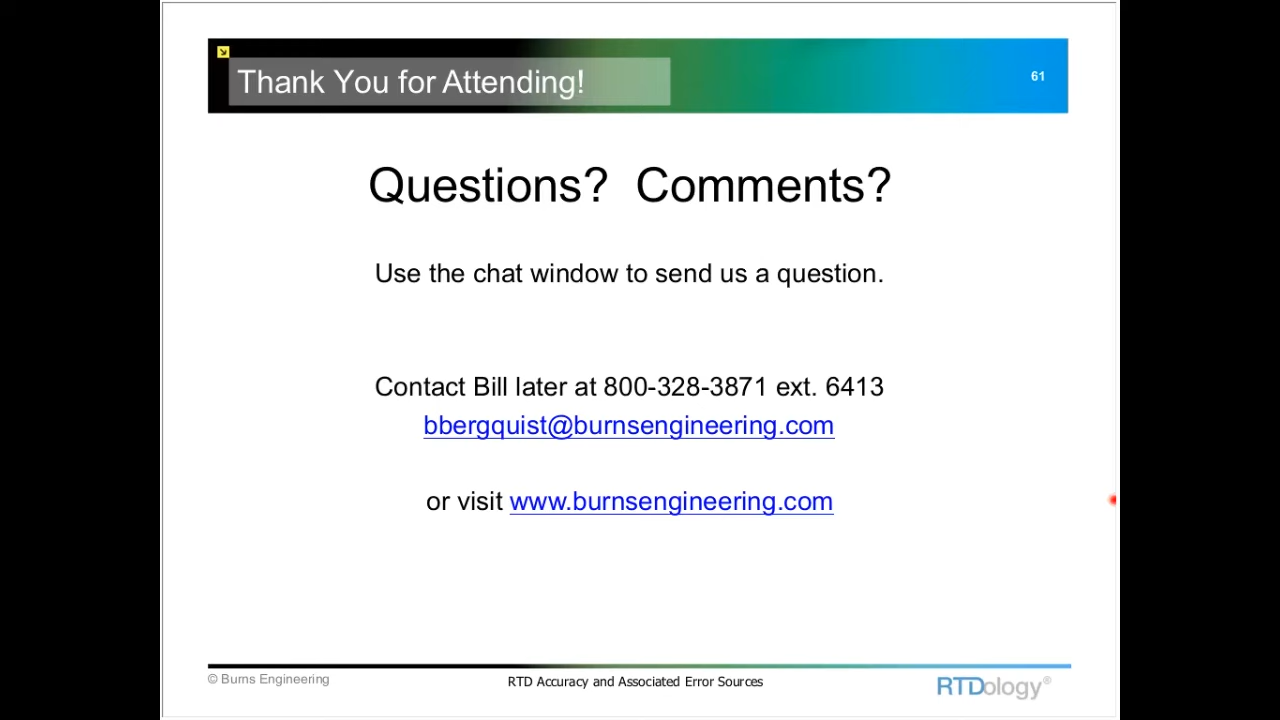 Thank You for Attending!
61
Questions? Comments?
Use the chat window to send us a question.
Contact Bill later at 800-328-3871 ext. 6413
bbergquist@burnsengineering.com
or visit www.burnsengineering.com
© Burns Engineering
RTD Accuracy and Associated Error Sources
RTDology®